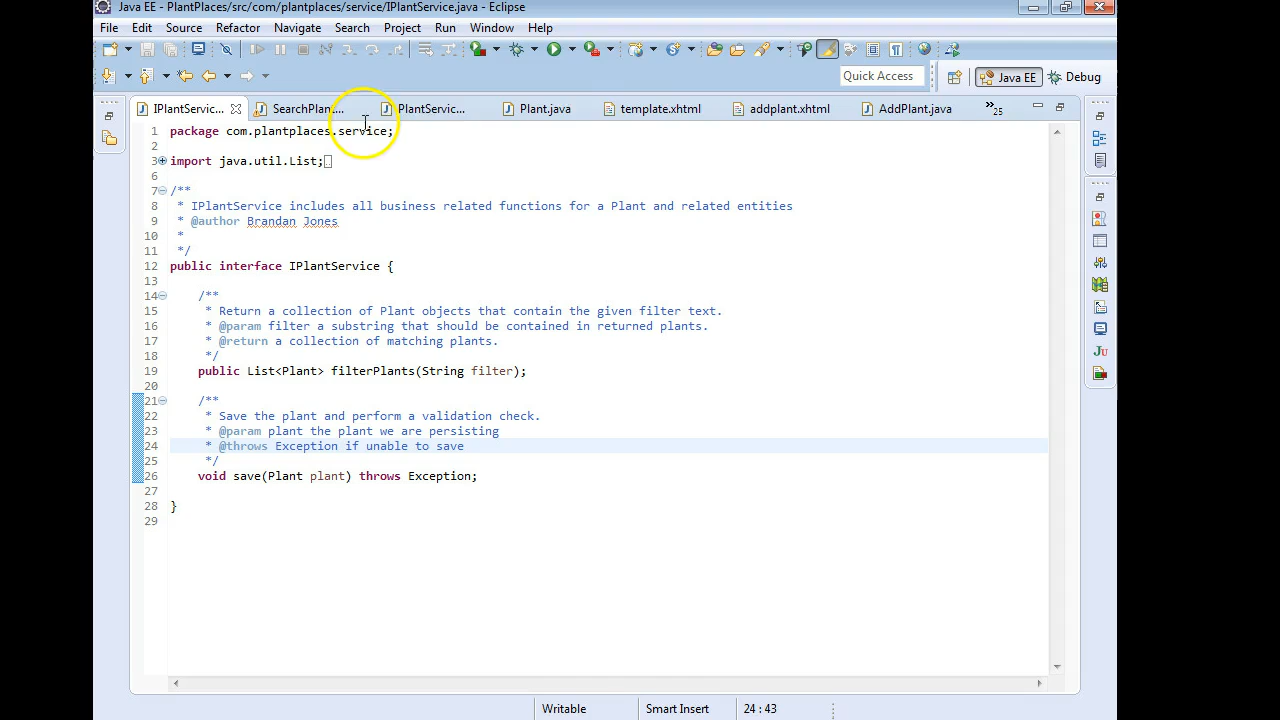 Java EE - PlantPlaces/src/com/plantplaces/service/IPlantService.java - Eclipse
File Edit Source Refactor Navigate Search Project Run Window Help
Quick Access Java EE Debug
IPlantServic... SearchPlan... PlantServic... Plant.java template.xhtml addplant.xhtml AddPlant.java »25
1 package com.plantplaces.service;
2
3 import java.util.List;
6
7 /**
8 * IPlantService includes all business related functions for a Plant and related entities
9 * @author Brandan Jones
10 *
11 */
12 public interface IPlantService {
13
14 /**
15 * Return a collection of Plant objects that contain the given filter text.
16 * @param filter a substring that should be contained in returned plants.
17 * @return a collection of matching plants.
18 */
19 public List<Plant> filterPlants(String filter);
20
21 /**
22 * Save the plant and perform a validation check.
23 * @param plant the plant we are persisting
24 * @throws Exception if unable to save
25 */
26 void save(Plant plant) throws Exception;
27
28 }
29
Writable Smart Insert 24 : 43